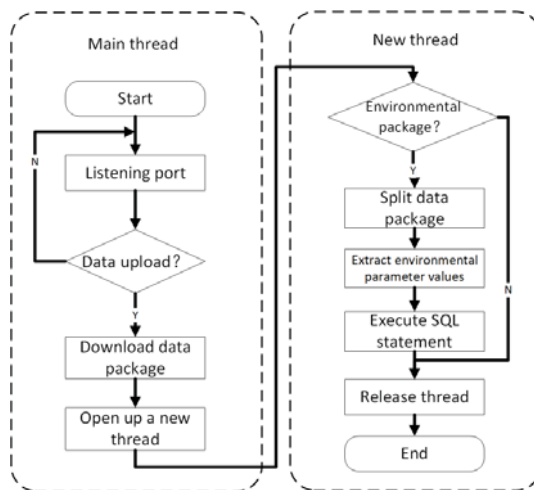 Main thread
Start
N
Listening port
Data upload?
Y
Download data
package
Open up a new
thread
New thread
Environmental
package?
Y
Split data
package
Extract environmental
parameter values
N
Execute SQL
statement
Release thread
End